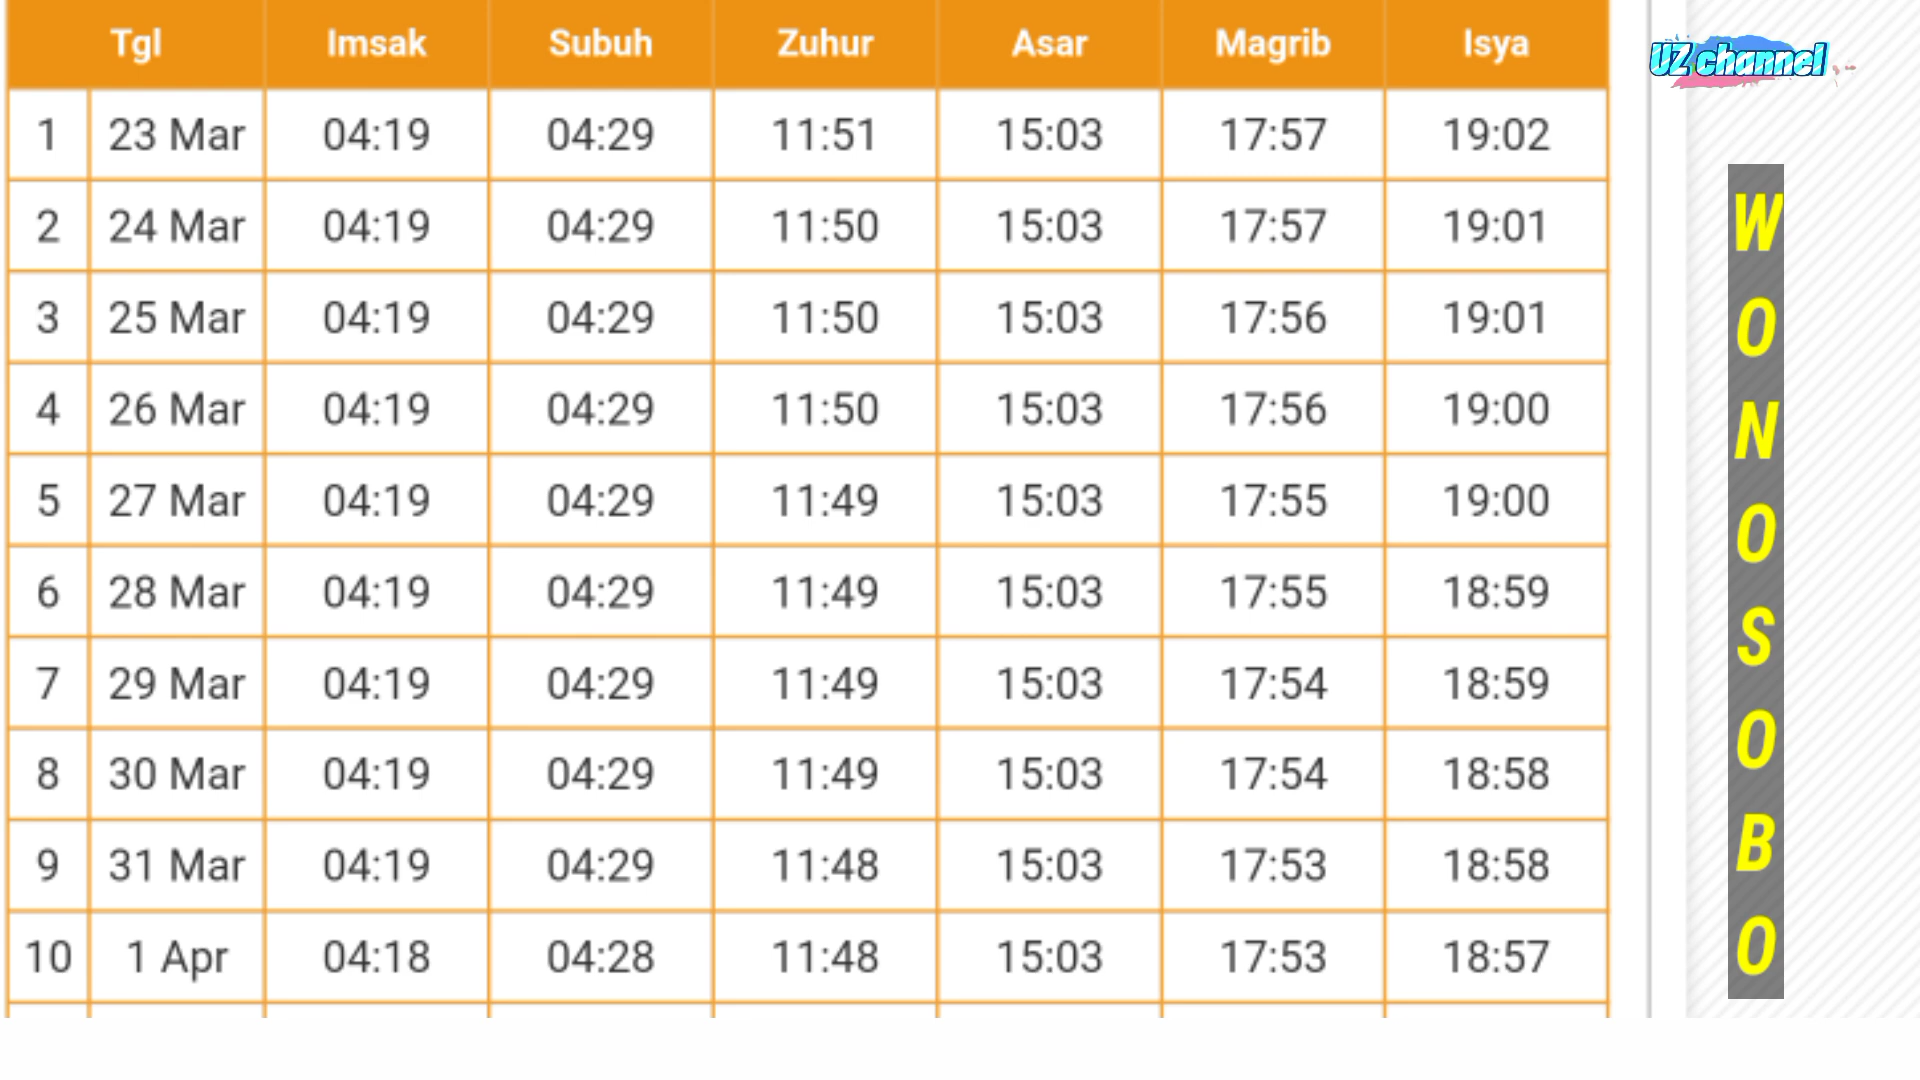 Tgl Imsak Subuh Zuhur Asar Magrib Isya
1 23 Mar 04:19 04:29 11:51 15:03 17:57 19:02
2 24 Mar 04:19 04:29 11:50 15:03 17:57 19:01
3 25 Mar 04:19 04:29 11:50 15:03 17:56 19:01
4 26 Mar 04:19 04:29 11:50 15:03 17:56 19:00
5 27 Mar 04:19 04:29 11:49 15:03 17:55 19:00
6 28 Mar 04:19 04:29 11:49 15:03 17:55 18:59
7 29 Mar 04:19 04:29 11:49 15:03 17:54 18:59
8 30 Mar 04:19 04:29 11:49 15:03 17:54 18:58
9 31 Mar 04:19 04:29 11:48 15:03 17:53 18:58
10 1 Apr 04:18 04:28 11:48 15:03 17:53 18:57
UZ channel
WONOSOBO